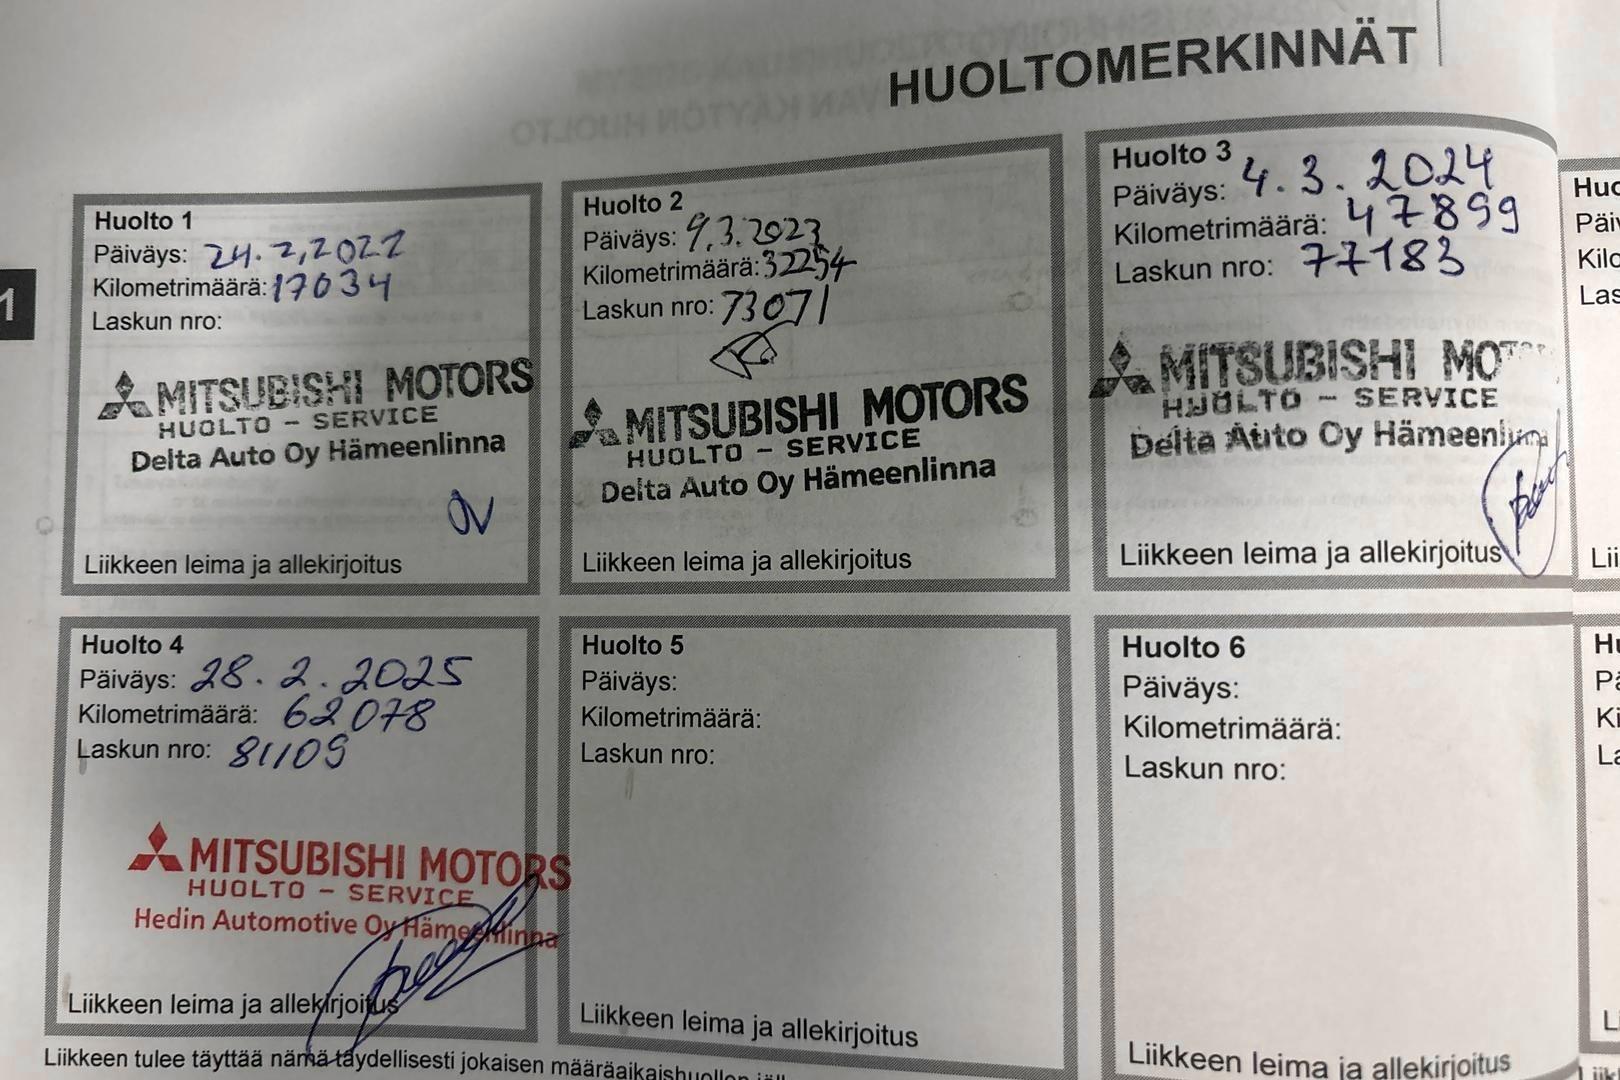 HUOLTOMERKINNÄT
1
Huolto 1
Päiväys: 24.2.2022
Kilometrimäärä: 17034
Laskun nro:
MITSUBISHI MOTORS
HUOLTO - SERVICE
Delta Auto Oy Hämeenlinna
Liikkeen leima ja allekirjoitus
Huolto 2
Päiväys: 9.3.2023
Kilometrimäärä: 32254
Laskun nro: 73071
MITSUBISHI MOTORS
HUOLTO - SERVICE
Delta Auto Oy Hämeenlinna
Liikkeen leima ja allekirjoitus
Huolto 3
Päiväys: 4.3.2024
Kilometrimäärä: 47899
Laskun nro: 77183
MITSUBISHI MOTORS
HUOLTO - SERVICE
Delta Auto Oy Hämeenlinna
Liikkeen leima ja allekirjoitus
Huolto 4
Päiväys: 28.2.2025
Kilometrimäärä: 62078
Laskun nro: 81109
MITSUBISHI MOTORS
HUOLTO - SERVICE
Hedin Automotive Oy Hämeenlinna
Liikkeen leima ja allekirjoitus
Huolto 5
Päiväys:
Kilometrimäärä:
Laskun nro:
Liikkeen leima ja allekirjoitus
Huolto 6
Päiväys:
Kilometrimäärä:
Laskun nro:
Liikkeen leima ja allekirjoitus
Liikkeen tulee täyttää nämä täydellisesti jokaisen määräaikaishuollon